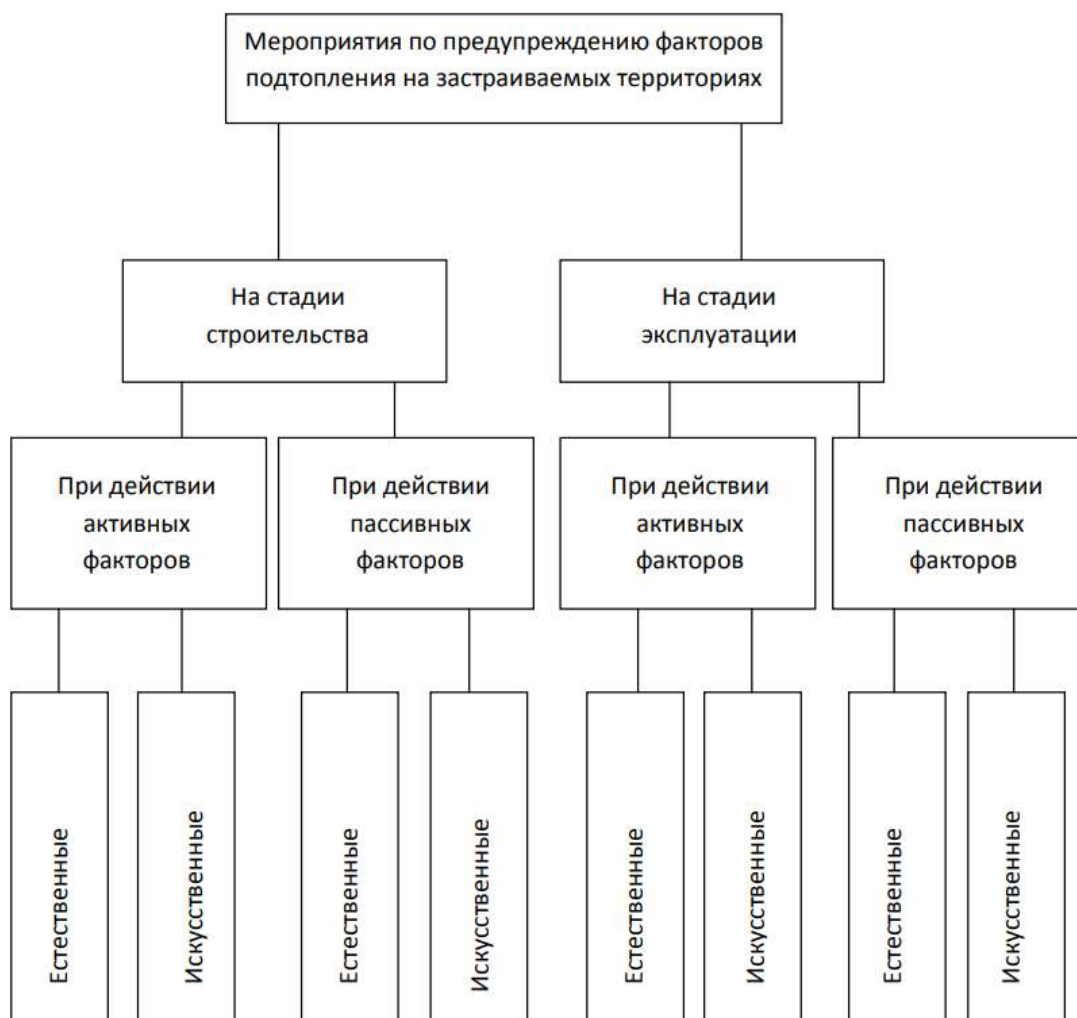 Мероприятия по предупреждению факторов
подтопления на застраиваемых территориях
На стадии
строительства
На стадии
эксплуатации
При действии
активных
факторов
При действии
пассивных
факторов
При действии
активных
факторов
При действии
пассивных
факторов
Естественные
Искусственные
Естественные
Искусственные
Естественные
Искусственные
Естественные
Искусственные